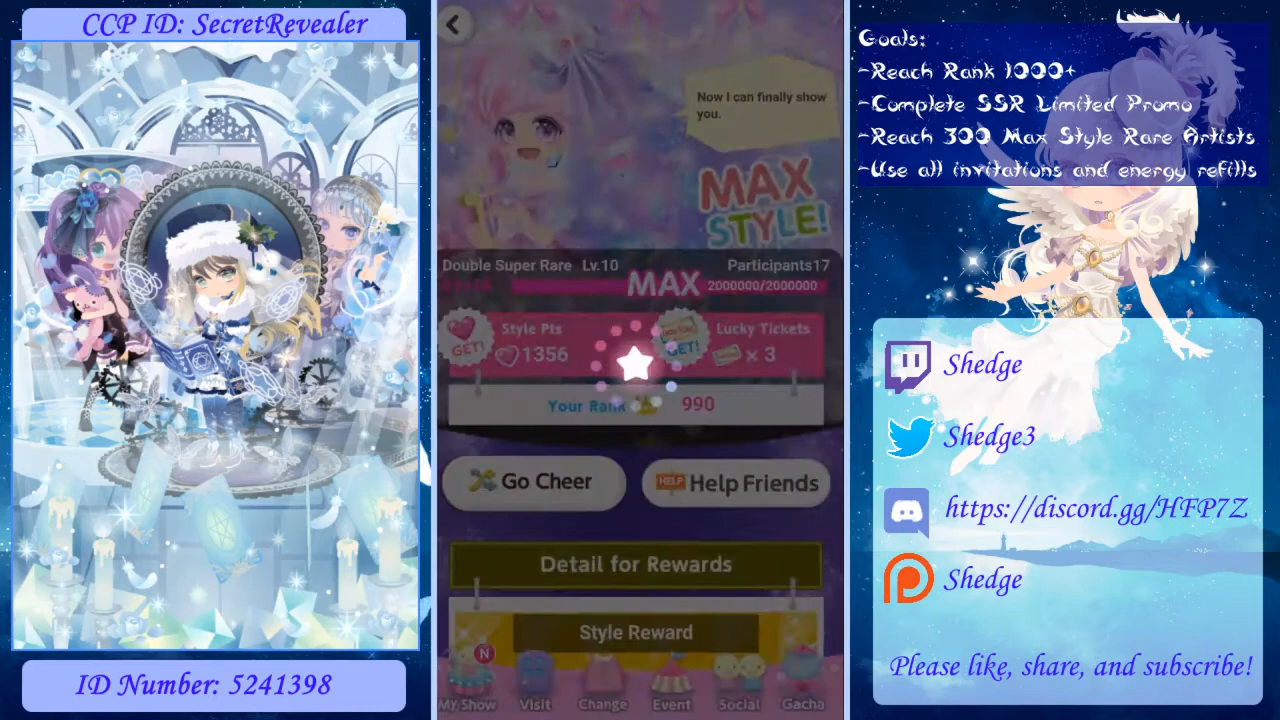 CCP ID: SecretRevealer
ID Number: 5241398
Now I can finally show
you.
MAX
STYLE!
Double Super Rare Lv.10
Participants17
MAX 2000000/2000000
GET!
Style Pts
1356
GET!
Lucky Tickets
× 3
Your Rank 990
Go Cheer
HELP Help Friends
Detail for Rewards
Style Reward
N
My Show Visit Change Event Social Gacha
Goals:
-Reach Rank 1000+
-Complete SSR Limited Promo
-Reach 300 Max Style Rare Artists
-Use all invitations and energy refills
Shedge
Shedge3
https://discord.gg/HFP7Z
Shedge
Please like, share, and subscribe!